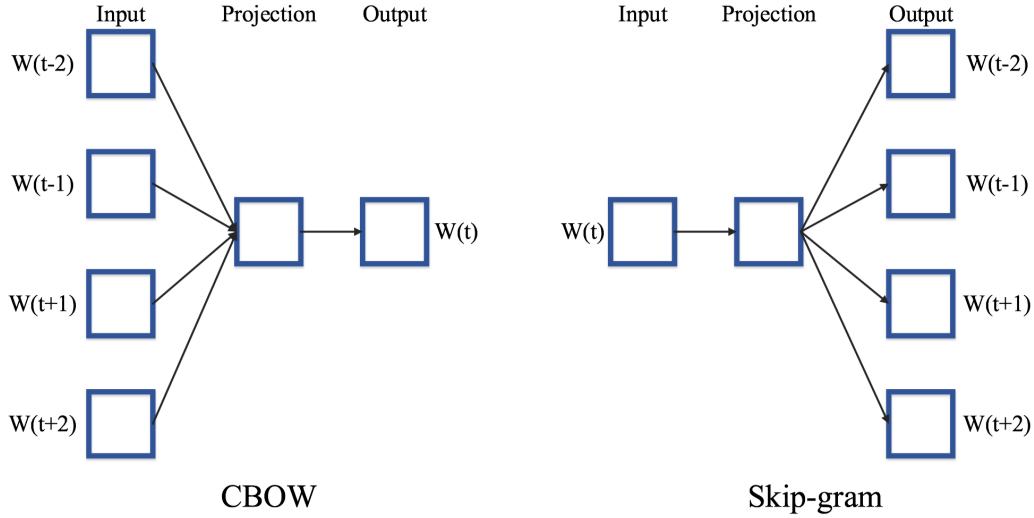 Input Projection Output
W(t-2)
W(t-1)
W(t)
W(t+1)
W(t+2)
CBOW
Input Projection Output
W(t-2)
W(t-1)
W(t)
W(t+1)
W(t+2)
Skip-gram